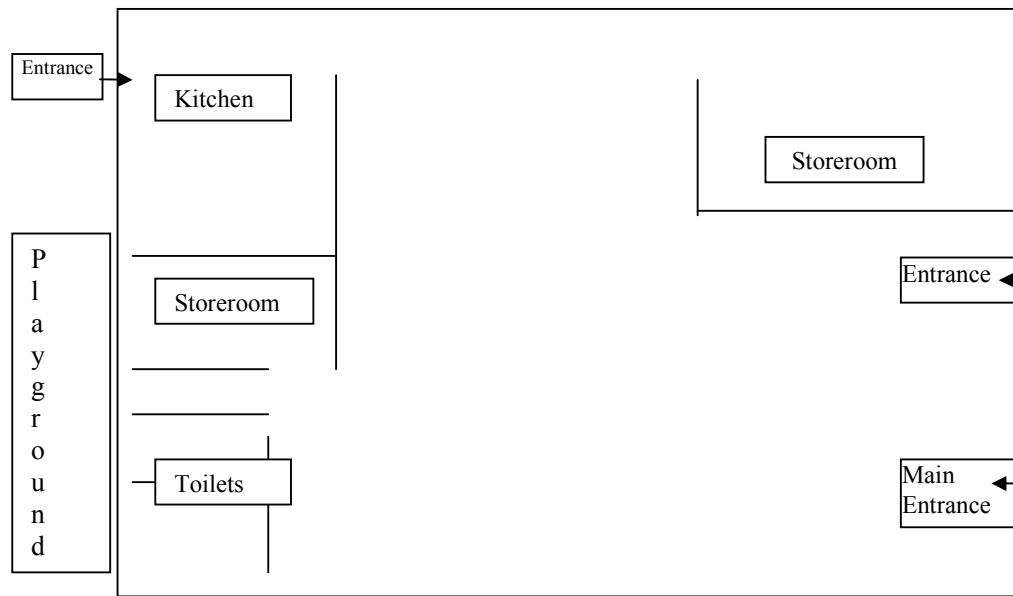 Entrance
Kitchen
Storeroom
P
l
a
y
g
r
o
u
n
d
Storeroom
Entrance
Toilets
Main
Entrance